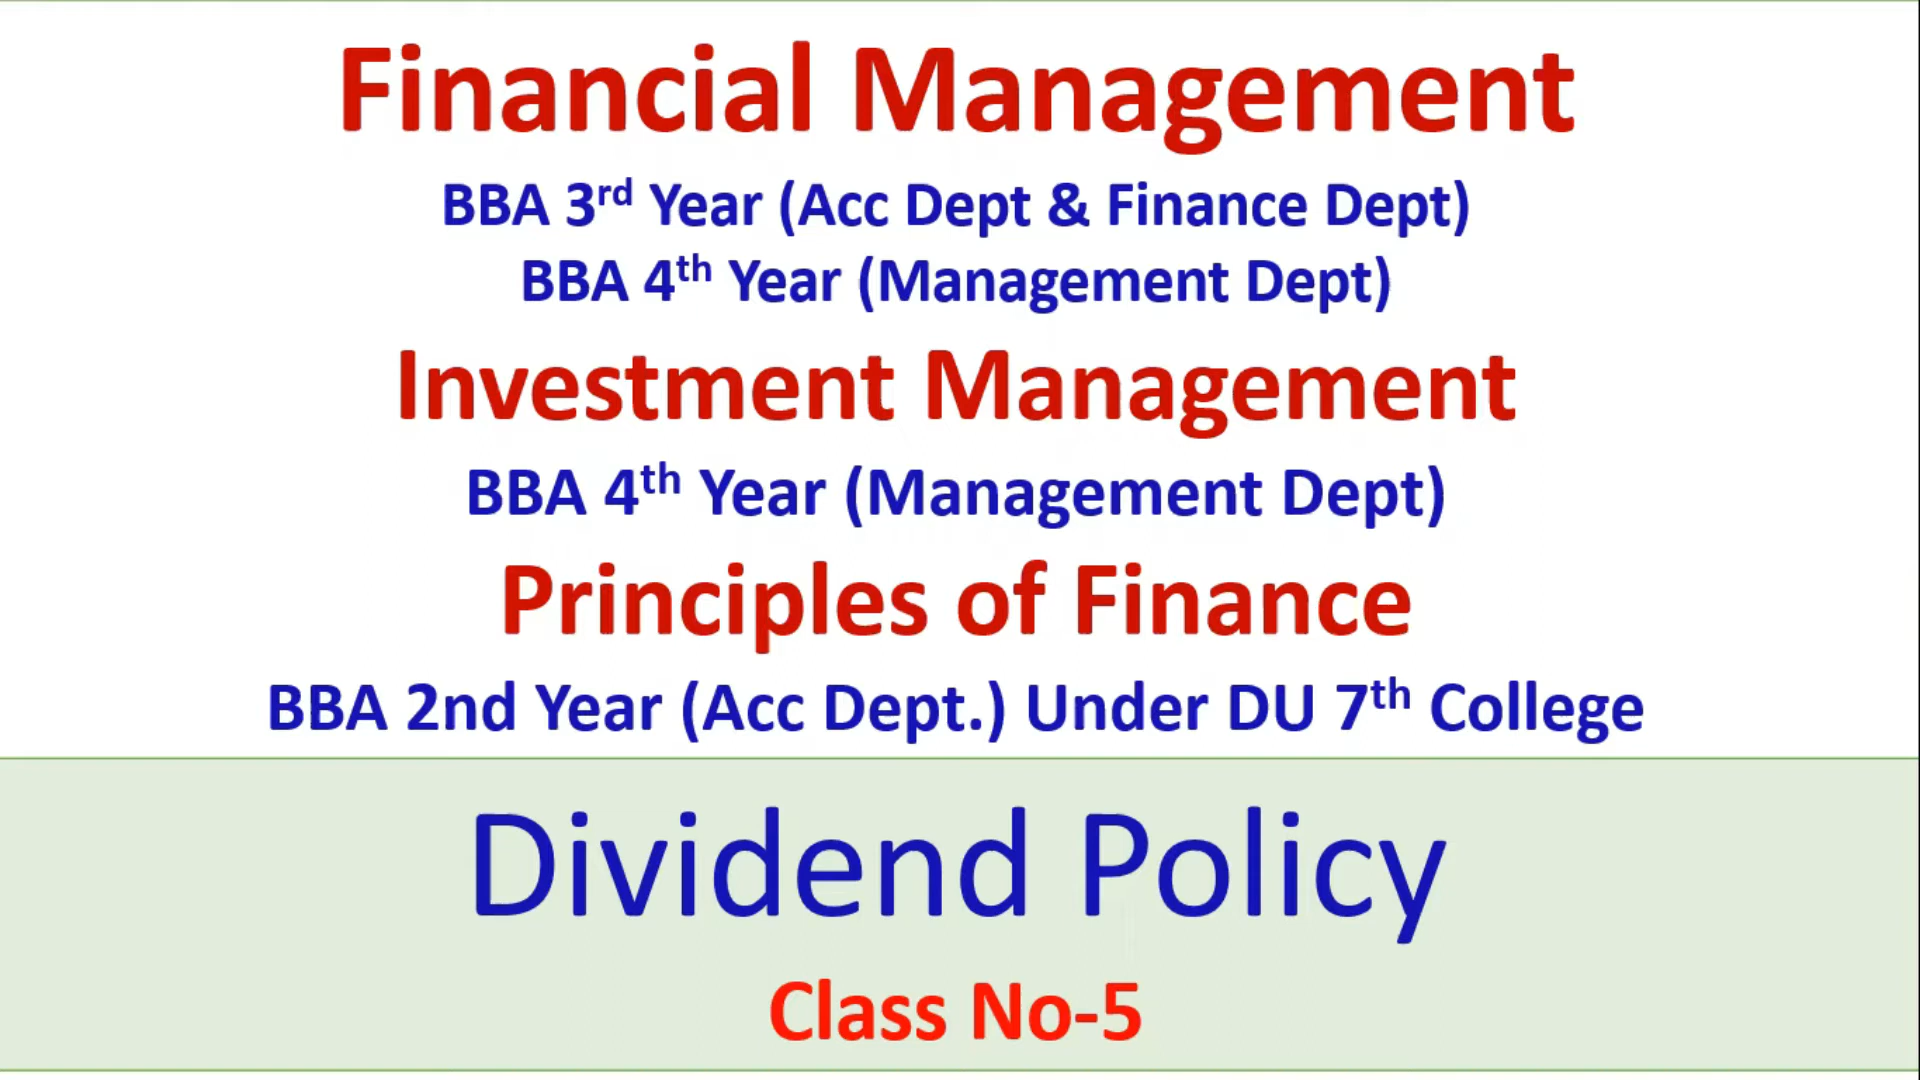 Financial Management
BBA 3rd Year (Acc Dept & Finance Dept)
BBA 4th Year (Management Dept)
Investment Management
BBA 4th Year (Management Dept)
Principles of Finance
BBA 2nd Year (Acc Dept.) Under DU 7th College
Dividend Policy
Class No-5